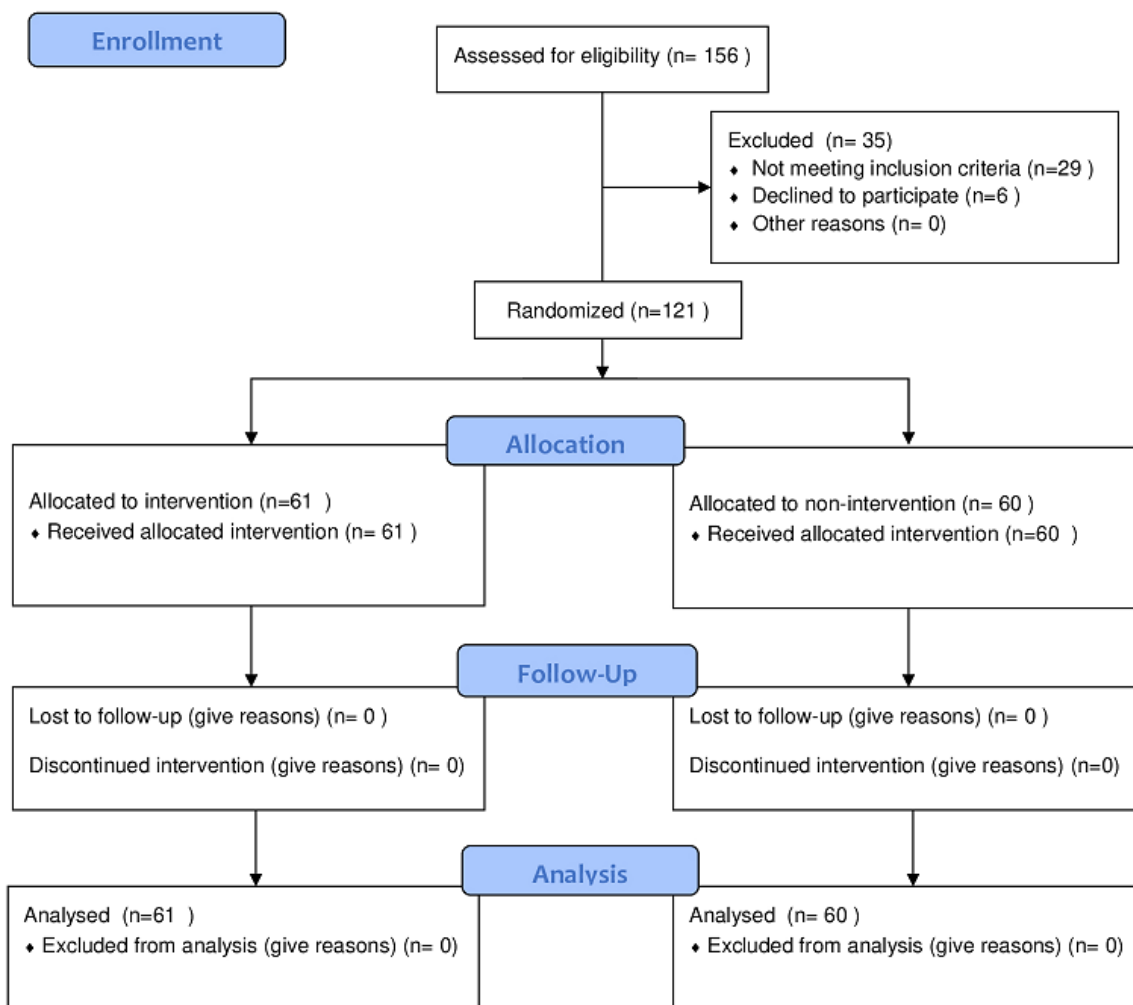 Enrollment
Assessed for eligibility (n= 156 )
Excluded (n= 35)
♦ Not meeting inclusion criteria (n=29 )
♦ Declined to participate (n=6 )
♦ Other reasons (n= 0)
Randomized (n=121 )
Allocation
Allocated to intervention (n=61 )
♦ Received allocated intervention (n= 61 )
Allocated to non-intervention (n= 60 )
♦ Received allocated intervention (n=60 )
Follow-Up
Lost to follow-up (give reasons) (n= 0 )
Discontinued intervention (give reasons) (n= 0)
Lost to follow-up (give reasons) (n= 0 )
Discontinued intervention (give reasons) (n=0)
Analysis
Analysed (n=61 )
♦ Excluded from analysis (give reasons) (n= 0)
Analysed (n= 60 )
♦ Excluded from analysis (give reasons) (n= 0)